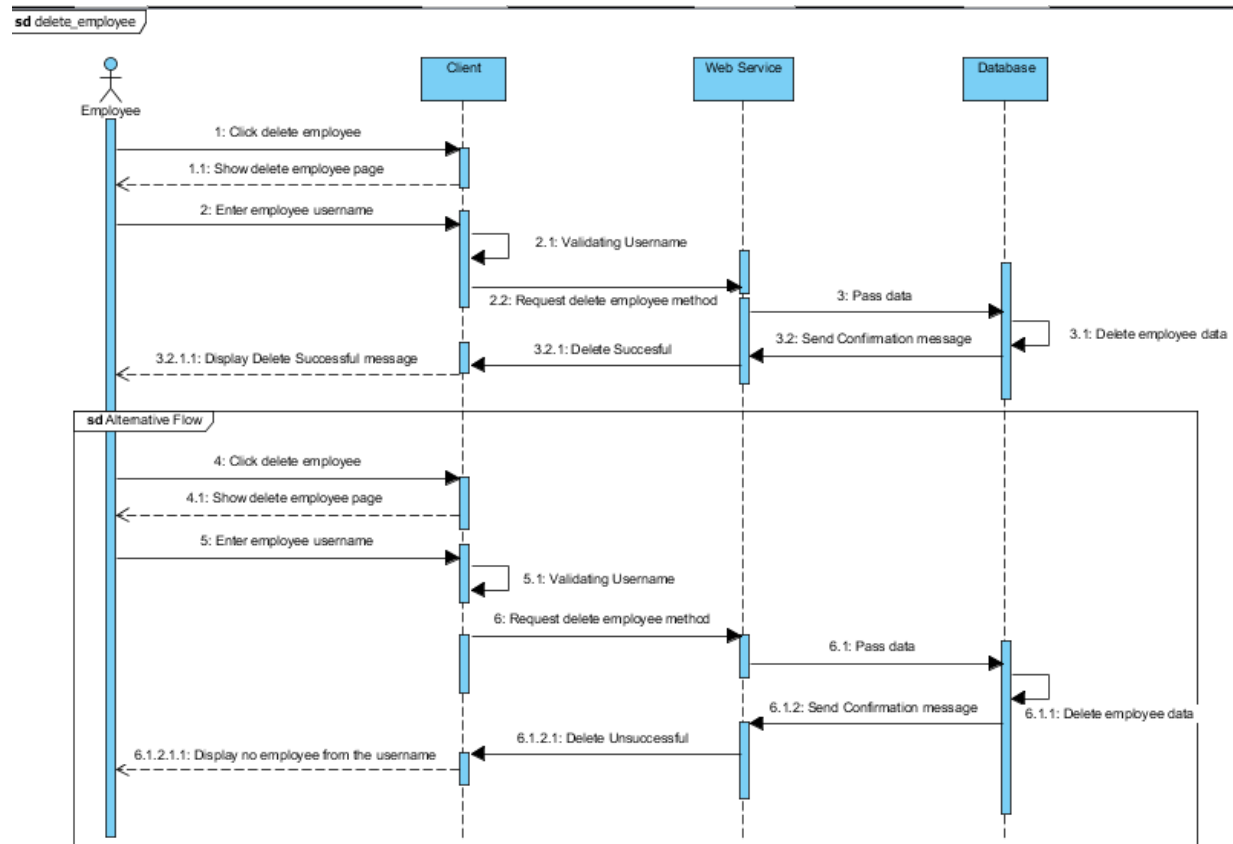 sd delete_employee
Client
Web Service
Database
Employee
1: Click delete employee
1.1: Show delete employee page
2: Enter employee username
2.1: Validating Username
2.2: Request delete employee method
3: Pass data
3.1: Delete employee data
3.2: Send Confirmation message
3.2.1: Delete Succesful
3.2.1.1: Display Delete Successful message
sd Alternative Flow
4: Click delete employee
4.1: Show delete employee page
5: Enter employee username
5.1: Validating Username
6: Request delete employee method
6.1: Pass data
6.1.1: Delete employee data
6.1.2: Send Confirmation message
6.1.2.1: Delete Unsuccessful
6.1.2.1.1: Display no employee from the username